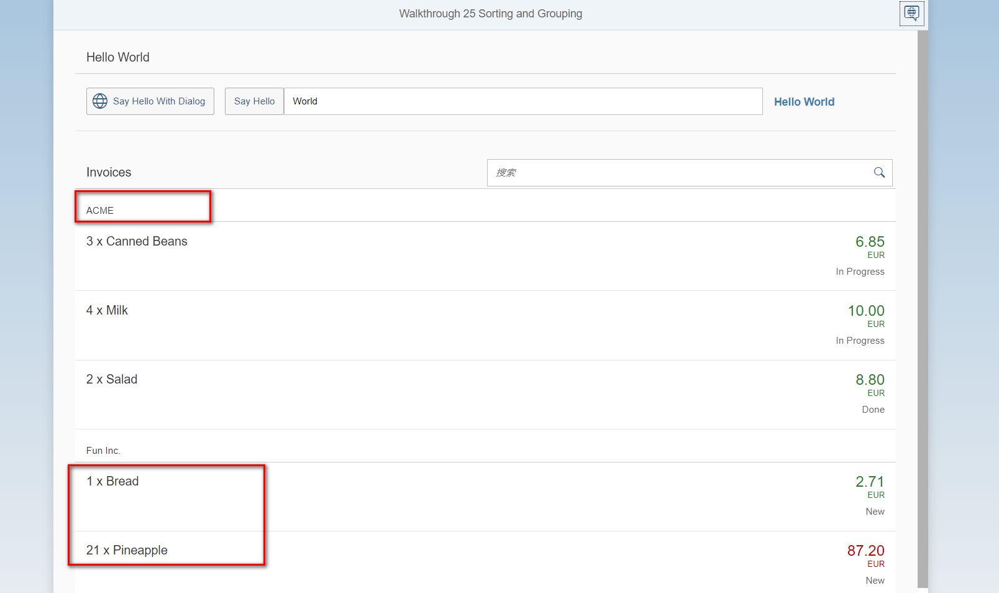 Walkthrough 25 Sorting and Grouping
Hello World
Say Hello With Dialog
Say Hello
World
Hello World
Invoices
搜索
ACME
3 x Canned Beans
6.85
EUR
In Progress
4 x Milk
10.00
EUR
In Progress
2 x Salad
8.80
EUR
Done
Fun Inc.
1 x Bread
2.71
EUR
New
21 x Pineapple
87.20
EUR
New